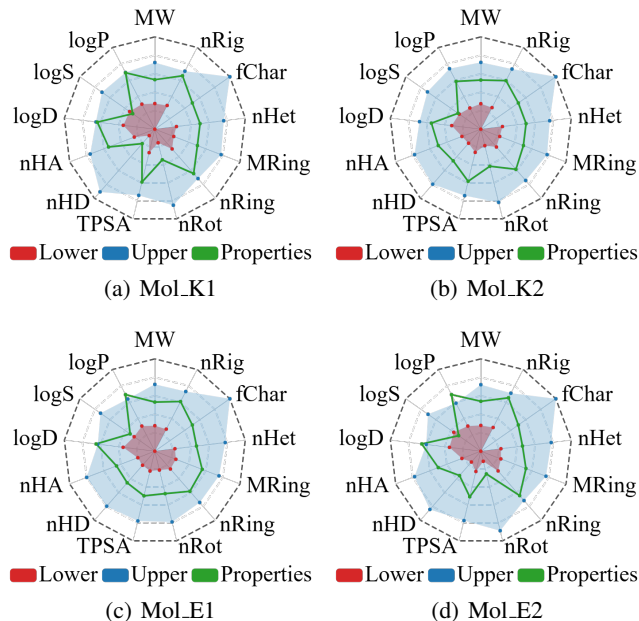 MW
logP nRig
logS fChar
logD nHet
nHA MRing
nHD nRing
TPSA nRot
Lower Upper Properties
(a) Mol_K1
MW
logP nRig
logS fChar
logD nHet
nHA MRing
nHD nRing
TPSA nRot
Lower Upper Properties
(b) Mol_K2
MW
logP nRig
logS fChar
logD nHet
nHA MRing
nHD nRing
TPSA nRot
Lower Upper Properties
(c) Mol_E1
MW
logP nRig
logS fChar
logD nHet
nHA MRing
nHD nRing
TPSA nRot
Lower Upper Properties
(d) Mol_E2